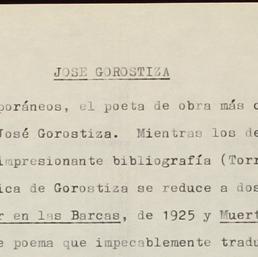 JOSE GOROSTIZA
poráneos, el poeta de obra más
José Gorostiza. Mientras los de
impresionante bibliografía (Torr
ica de Gorostiza se reduce a dos
r en las Barcas, de 1925 y Muert
e poema que impecablemente tradu